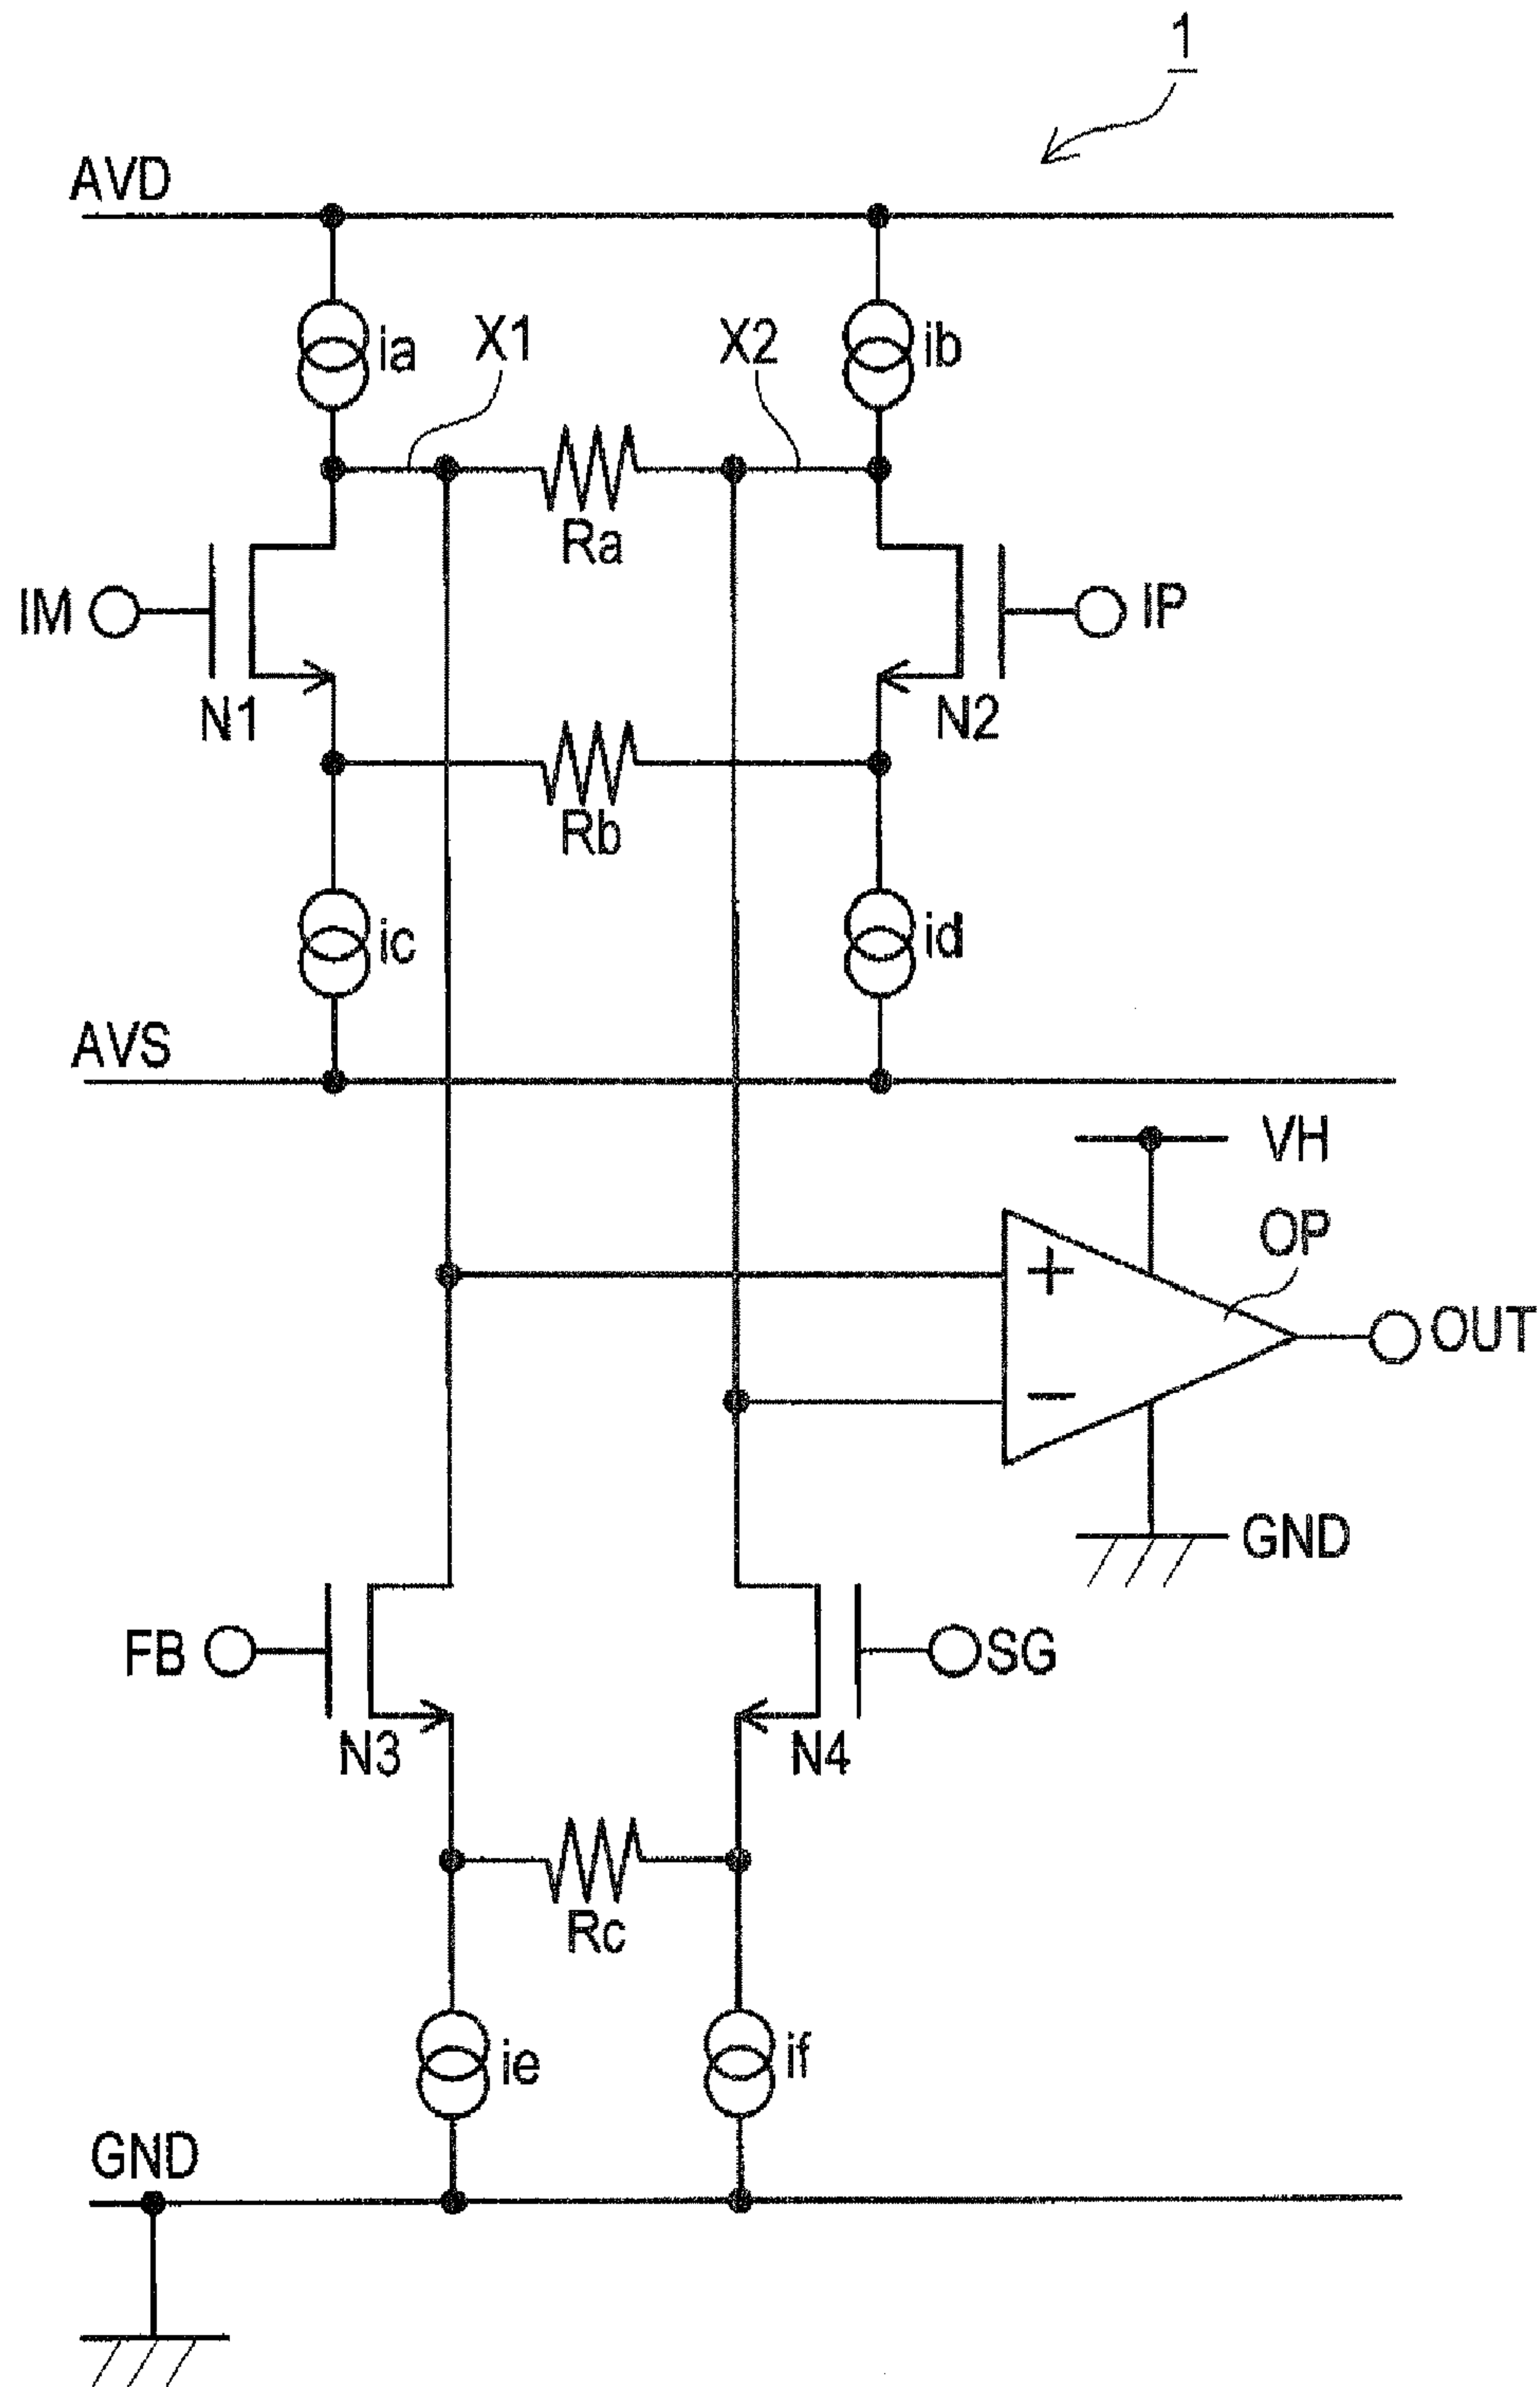 1
AVD
ia
X1
X2
ib
Ra
IM
IP
N1
N2
Rb
ic
id
AVS
VH
OP
+
OUT
−
GND
FB
SG
N3
N4
Rc
ie
if
GND